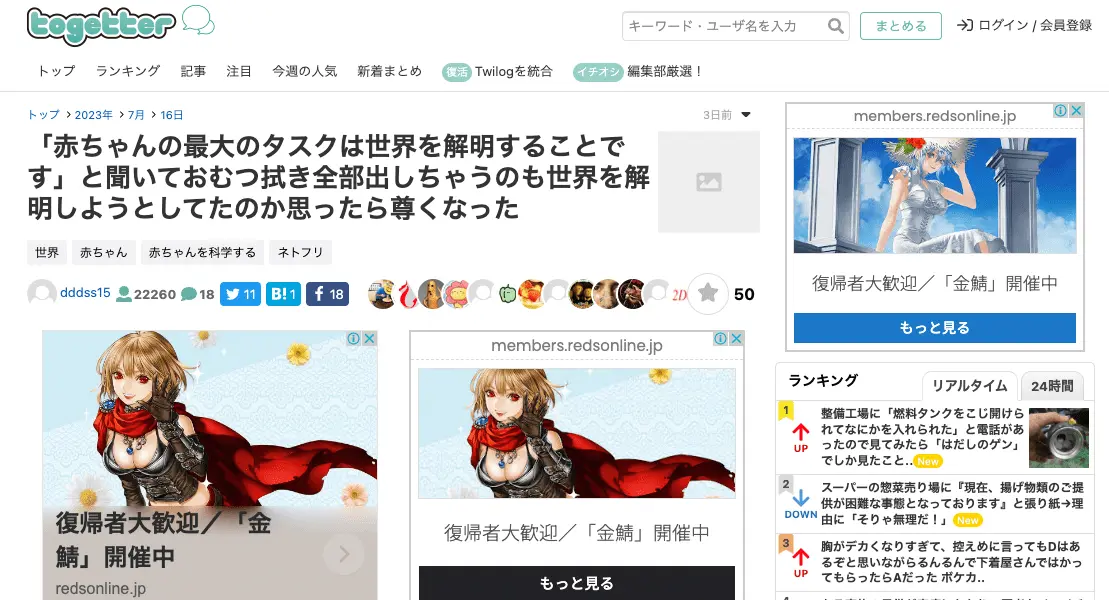 togetter
キーワード・ユーザ名を入力
まとめる
ログイン / 会員登録
トップ ランキング 記事 注目 今週の人気 新着まとめ 復活 Twilogを統合 イチオシ 編集部厳選！
トップ > 2023年 > 7月 > 16日
3日前
「赤ちゃんの最大のタスクは世界を解明することで
す」と聞いておむつ拭き全部出しちゃうのも世界を解
明しようとしてたのか思ったら尊くなった
世界 赤ちゃん 赤ちゃんを科学する ネトフリ
dddss15 22260 18 11 B! 1 18 2D 50
復帰者大歓迎／「金
鯖」開催中
redsonline.jp
members.redsonline.jp
復帰者大歓迎／「金鯖」開催中
もっと見る
members.redsonline.jp
復帰者大歓迎／「金鯖」開催中
もっと見る
ランキング リアルタイム 24時間
1 UP
整備工場に「燃料タンクをこじ開けら
れてなにかを入れられた」と電話があ
ったので見てみたら「はだしのゲン」
でしか見たこと.. New
2 DOWN
スーパーの惣菜売り場に『現在、揚げ物類のご提
供が困難な事態となっております』と張り紙→理
由に「そりゃ無理だ！」 New
3 UP
胸がデカくなりすぎて、控えめに言ってもDはあ
るぞと思いながらるんるんで下着屋さんではかっ
てもらったらAだった ポケカ..